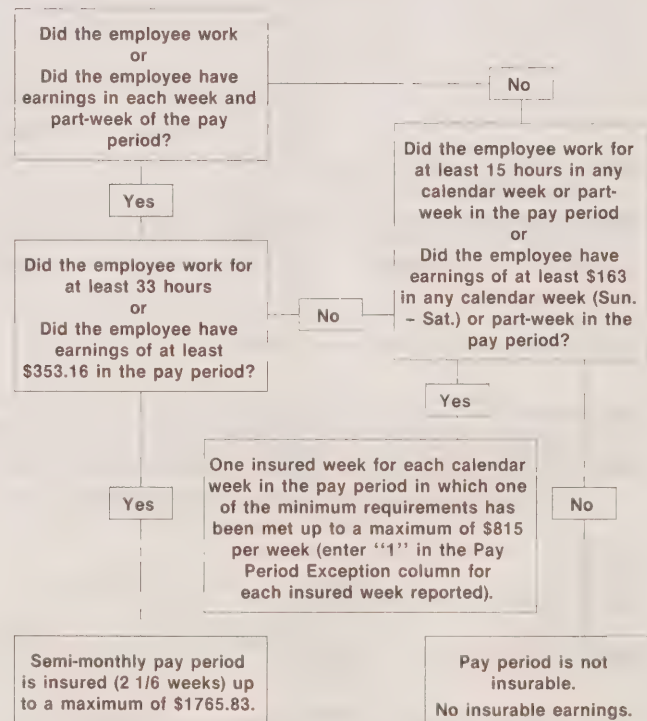 Did the employee work
or
Did the employee have
earnings in each week and
part-week of the pay
period?
No
Yes
Did the employee work for
at least 15 hours in any
calendar week or part-
week in the pay period
or
Did the employee have
earnings of at least $163
in any calendar week (Sun.
– Sat.) or part-week in the
pay period?
Did the employee work for
at least 33 hours
or
Did the employee have
earnings of at least
$353.16 in the pay period?
No
Yes
One insured week for each calendar
week in the pay period in which one
of the minimum requirements has
been met up to a maximum of $815
per week (enter “1” in the Pay
Period Exception column for
each insured week reported).
Yes
No
Semi-monthly pay period
is insured (2 1/6 weeks) up
to a maximum of $1765.83.
Pay period is not
insurable.
No insurable earnings.